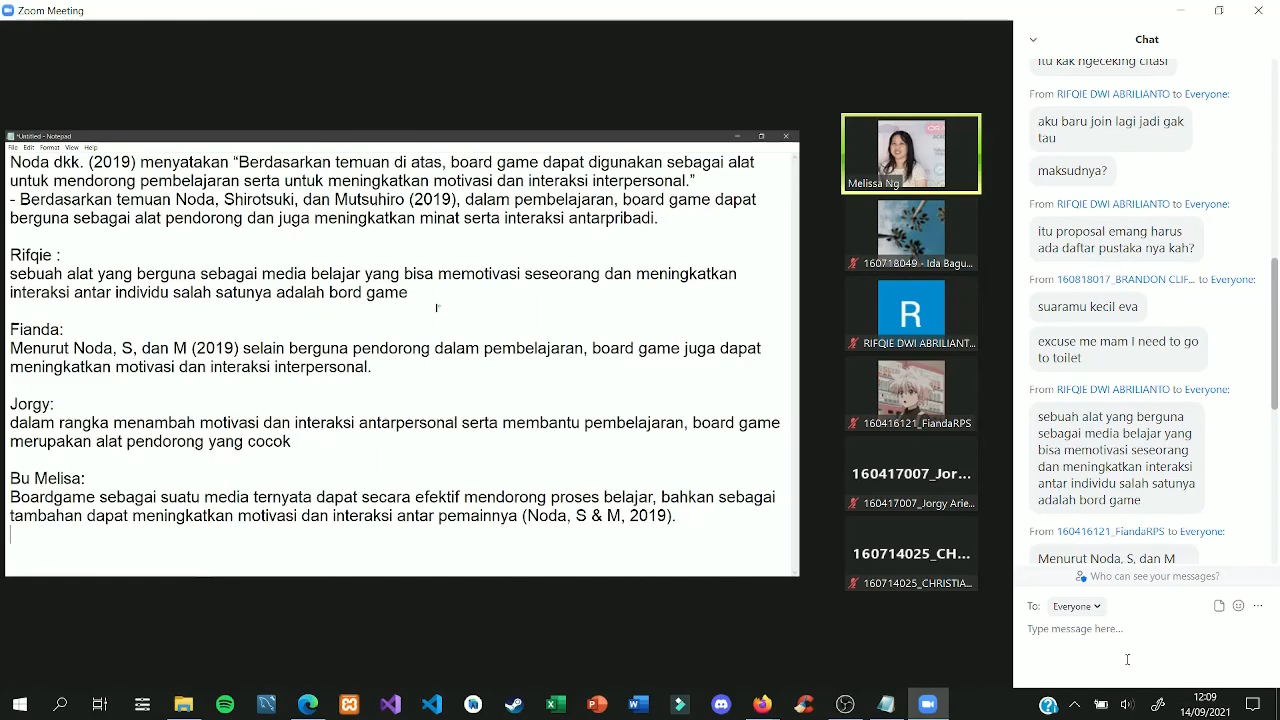 Zoom Meeting
*Untitled - Notepad
File Edit Format View Help
Noda dkk. (2019) menyatakan “Berdasarkan temuan di atas, board game dapat digunakan sebagai alat
untuk mendorong pembelajaran serta untuk meningkatkan motivasi dan interaksi interpersonal.”
- Berdasarkan temuan Noda, Shirotsuki, dan Mutsuhiro (2019), dalam pembelajaran, board game dapat
berguna sebagai alat pendorong dan juga meningkatkan minat serta interaksi antarpribadi.
Rifqie :
sebuah alat yang berguna sebagai media belajar yang bisa memotivasi seseorang dan meningkatkan
interaksi antar individu salah satunya adalah bord game
Fianda:
Menurut Noda, S, dan M (2019) selain berguna pendorong dalam pembelajaran, board game juga dapat
meningkatkan motivasi dan interaksi interpersonal.
Jorgy:
dalam rangka menambah motivasi dan interaksi antarpersonal serta membantu pembelajaran, board game
merupakan alat pendorong yang cocok
Bu Melisa:
Boardgame sebagai suatu media ternyata dapat secara efektif mendorong proses belajar, bahkan sebagai
tambahan dapat meningkatkan motivasi dan interaksi antar pemainnya (Noda, S & M, 2019).
Melissa Ng
160718049 - Ida Bagu...
R
RIFQIE DWI ABRILIANT...
160416121_FiandaRPS
160417007_Jor...
160417007_Jorgy Arie...
160714025_CH...
160714025_CHRISTIA...
Chat
itu kak ngeceking citasi
From RIFQIE DWI ABRILIANTO to Everyone:
aku baru join lagi jadi gak
tau
maksudnya?
From RIFQIE DWI ABRILIANTO to Everyone:
itu proposal emang harus
ada daftar pustaka nya kah?
From 160818017_BRANDON CLIF... to Everyone:
suaramu kecil eva
excuse me mam I need to go
to toilet
From RIFQIE DWI ABRILIANTO to Everyone:
sebuah alat yang berguna
sebagai media belajar yang
bisa memotivasi seseorang
dan meningkatkan interaksi
antar individu salah satunya
adalah bord game
From 160416121_FiandaRPS to Everyone:
Menurut Noda, S, dan M
Who can see your messages?
To: Everyone
Type message here...
12:09
14/09/2021